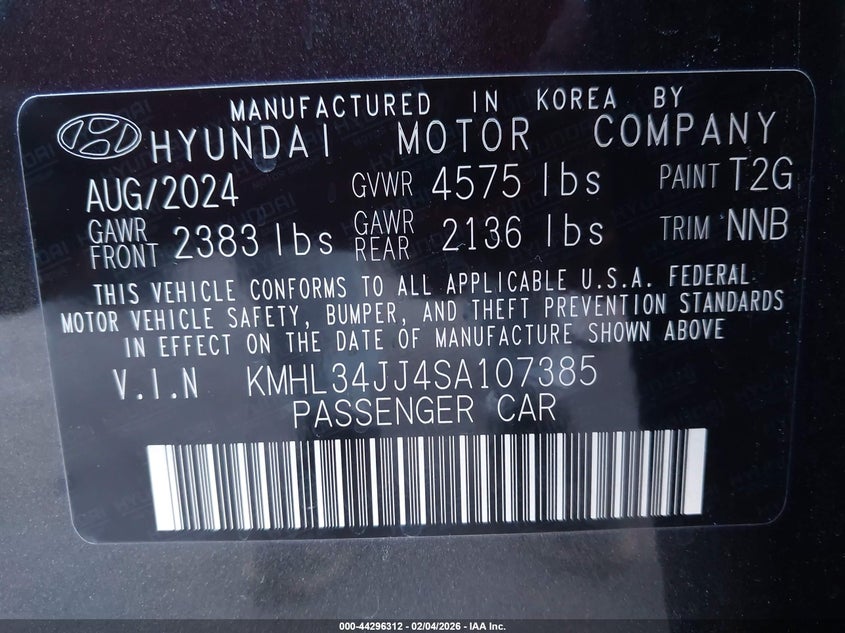 MANUFACTURED IN KOREA BY
HYUNDAI MOTOR COMPANY
AUG/2024 GVWR 4575 lbs PAINT T2G
GAWR FRONT 2383 lbs GAWR REAR 2136 lbs TRIM NNB
THIS VEHICLE CONFORMS TO ALL APPLICABLE U.S.A. FEDERAL
MOTOR VEHICLE SAFETY, BUMPER, AND THEFT PREVENTION STANDARDS
IN EFFECT ON THE DATE OF MANUFACTURE SHOWN ABOVE
V.I.N KMHL34JJ4SA107385
PASSENGER CAR
000-44296312 - 02/04/2026 - IAA Inc.